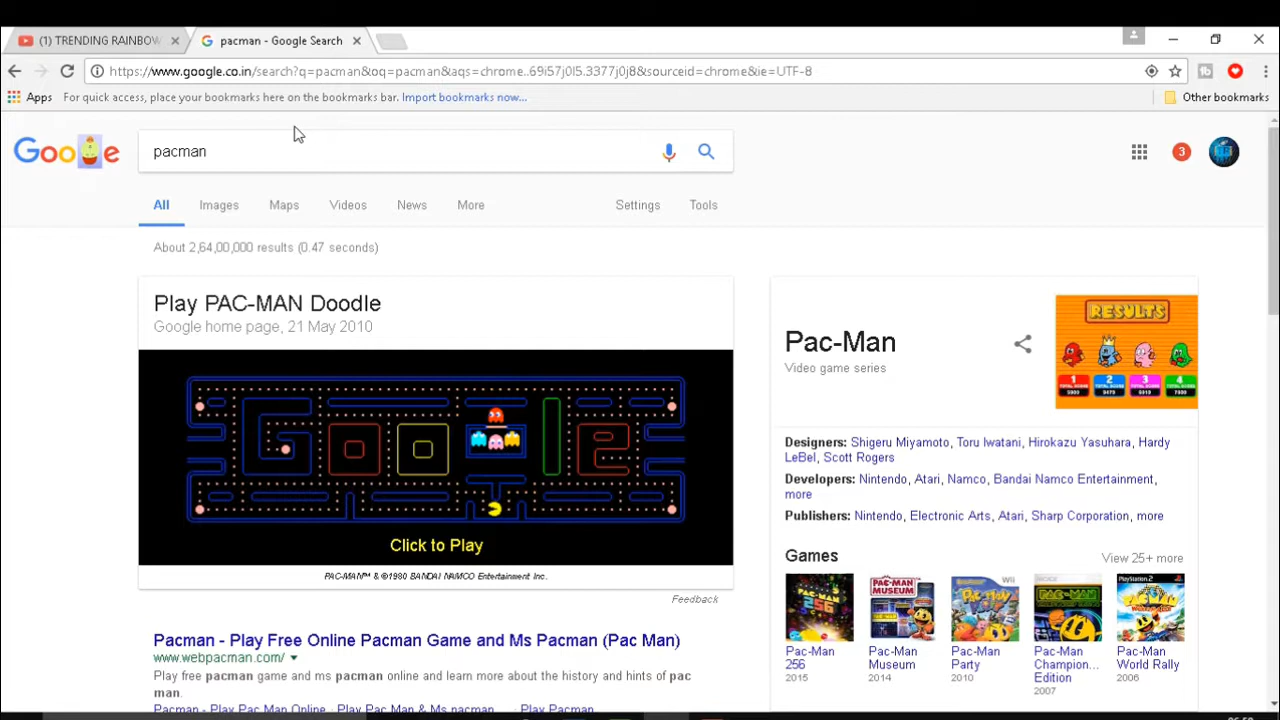 (1) TRENDING RAINBOW
pacman - Google Search
https://www.google.co.in/search?q=pacman&oq=pacman&aqs=chrome..69i57j0l5.3377j0j8&sourceid=chrome&ie=UTF-8
Apps For quick access, place your bookmarks here on the bookmarks bar. Import bookmarks now... Other bookmarks
Google
pacman
3
All Images Maps Videos News More Settings Tools
About 2,64,00,000 results (0.47 seconds)
Play PAC-MAN Doodle
Google home page, 21 May 2010
Click to Play
PAC-MAN™ & ©1980 BANDAI NAMCO Entertainment Inc.
Feedback
Pacman - Play Free Online Pacman Game and Ms Pacman (Pac Man)
www.webpacman.com/
Play free pacman game and ms pacman online and learn more about the history and hints of pac
man.
Pacman - Play Pac Man Online Play Pac Man & Ms pacman Play Pacman
Pac-Man
Video game series
RESULTS
1 2 3 4
Designers: Shigeru Miyamoto, Toru Iwatani, Hirokazu Yasuhara, Hardy
LeBel, Scott Rogers
Developers: Nintendo, Atari, Namco, Bandai Namco Entertainment,
more
Publishers: Nintendo, Electronic Arts, Atari, Sharp Corporation, more
Games View 25+ more
Pac-Man
256
2015
Pac-Man
Museum
2014
Pac-Man
Party
2010
Pac-Man
Champion...
Edition
2007
Pac-Man
World Rally
2006